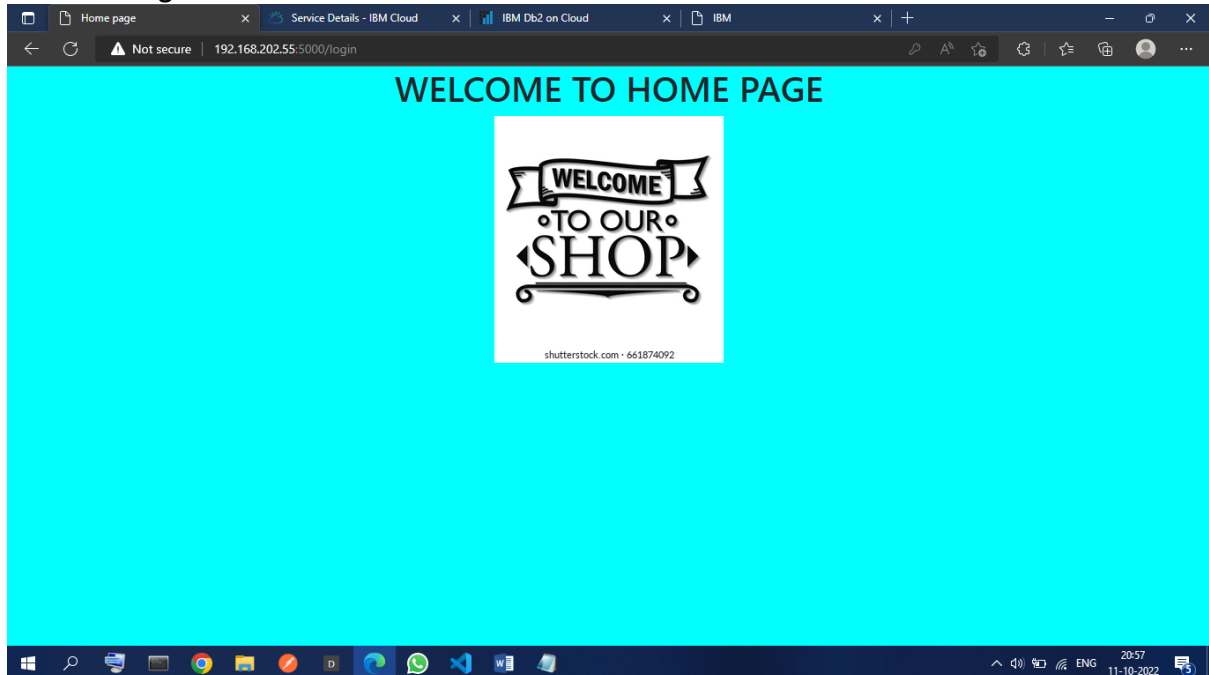 Home page
Service Details - IBM Cloud
IBM Db2 on Cloud
IBM
Not secure
192.168.202.55:5000/login
WELCOME TO HOME PAGE
WELCOME
TO OUR
SHOP
shutterstock.com · 661874092
D
ENG
20:57
11-10-2022
5